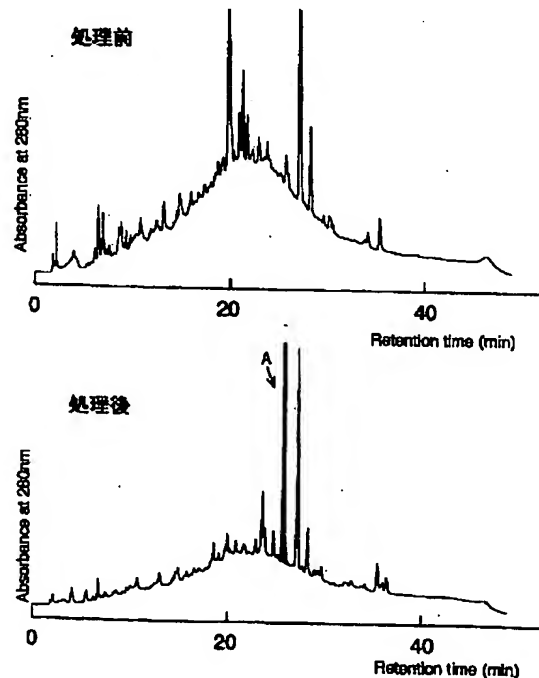 処理前
Absorbance at 280nm
0
20
40
Retention time (min)
A
処理後
Absorbance at 280nm
0
20
40
Retention time (min)